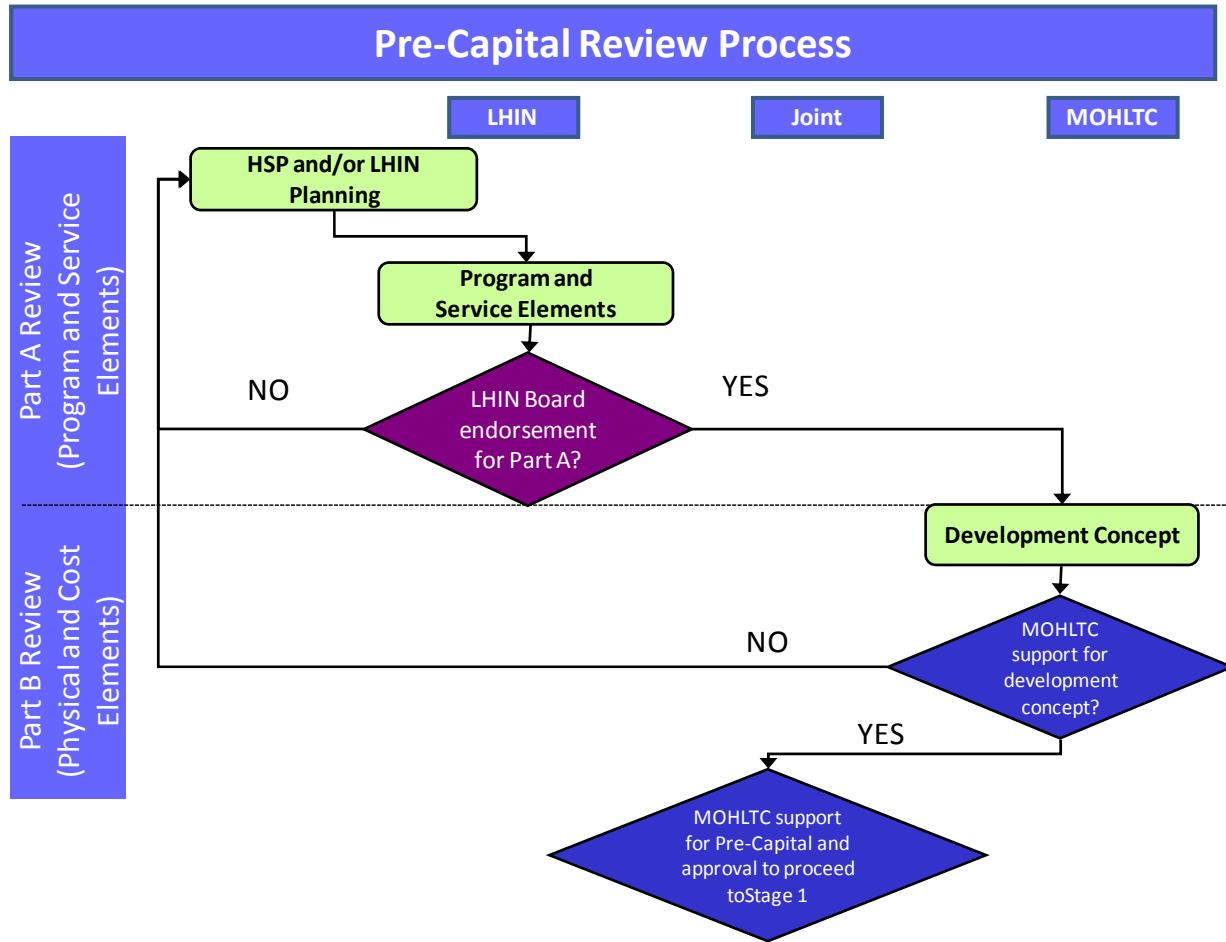 Pre-Capital Review Process
LHIN
Joint
MOHLTC
Part A Review
(Program and Service
Elements)
HSP and/or LHIN
Planning
Program and
Service Elements
NO
YES
LHIN Board
endorsement
for Part A?
Part B Review
(Physical and Cost
Elements)
Development Concept
NO
MOHLTC
support for
development
concept?
YES
MOHLTC support
for Pre-Capital and
approval to proceed
toStage 1